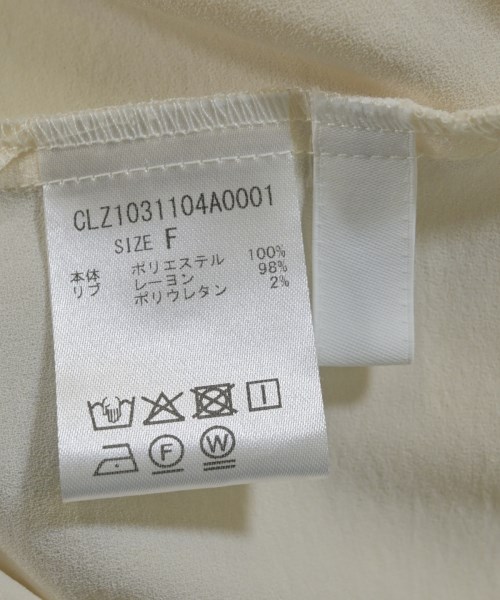 CLZ1031104A0001
SIZE F
本体 ポリエステル 100%
リブ レーヨン 98%
ポリウレタン 2%
F W